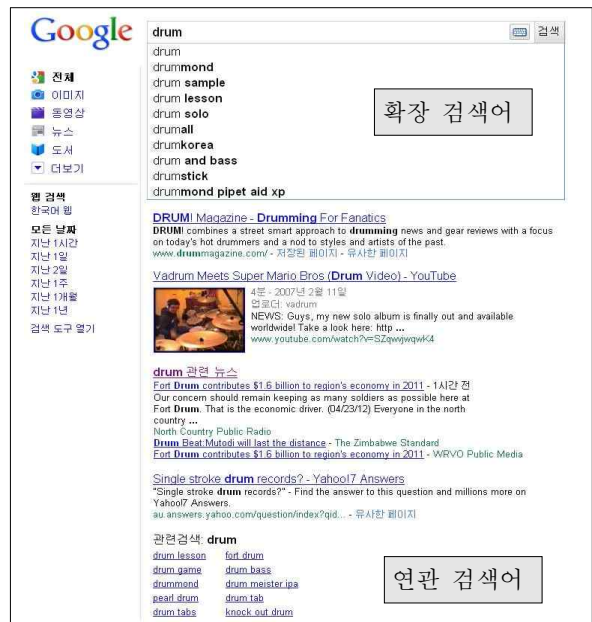 Google
drum
검색
drum
drummond
drum sample
drum lesson
drum solo
drumall
drumkorea
drum and bass
drumstick
drummond pipet aid xp
확장 검색어
전체
이미지
동영상
뉴스
도서
더보기
웹 검색
한국어 웹
모든 날짜
지난 1시간
지난 1일
지난 2일
지난 1주
지난 1개월
지난 1년
검색 도구 열기
DRUM! Magazine - Drumming For Fanatics
DRUM! combines a street smart approach to drumming news and gear reviews with a focus
on today's hot drummers and a nod to styles and artists of the past.
www.drummagazine.com/ - 저장된 페이지 - 유사한 페이지
Vadrum Meets Super Mario Bros (Drum Video) - YouTube
4분 - 2007년 2월 11일
업로더: vadrum
NEWS: Guys, my new solo album is finally out and available
worldwide! Take a look here: http ...
www.youtube.com/watch?v=SZqwvjwqwK4
drum 관련 뉴스
Fort Drum contributes $1.6 billion to region's economy in 2011 - 1시간 전
Our concern should remain keeping as many soldiers as possible here at
Fort Drum. That is the economic driver. (04/23/12) Everyone in the north
country ...
North Country Public Radio
Drum Beat:Mutodi will last the distance - The Zimbabwe Standard
Fort Drum contributes $1.6 billion to region's economy in 2011 - WRVO Public Media
Single stroke drum records? - Yahoo!7 Answers
"Single stroke drum records?" - Find the answer to this question and millions more on
Yahoo!7 Answers.
au.answers.yahoo.com/question/index?qid... - 유사한 페이지
관련검색: drum
drum lesson fort drum
drum game drum bass
drummond drum meister ipa
pearl drum drum tab
drum tabs knock out drum
연관 검색어